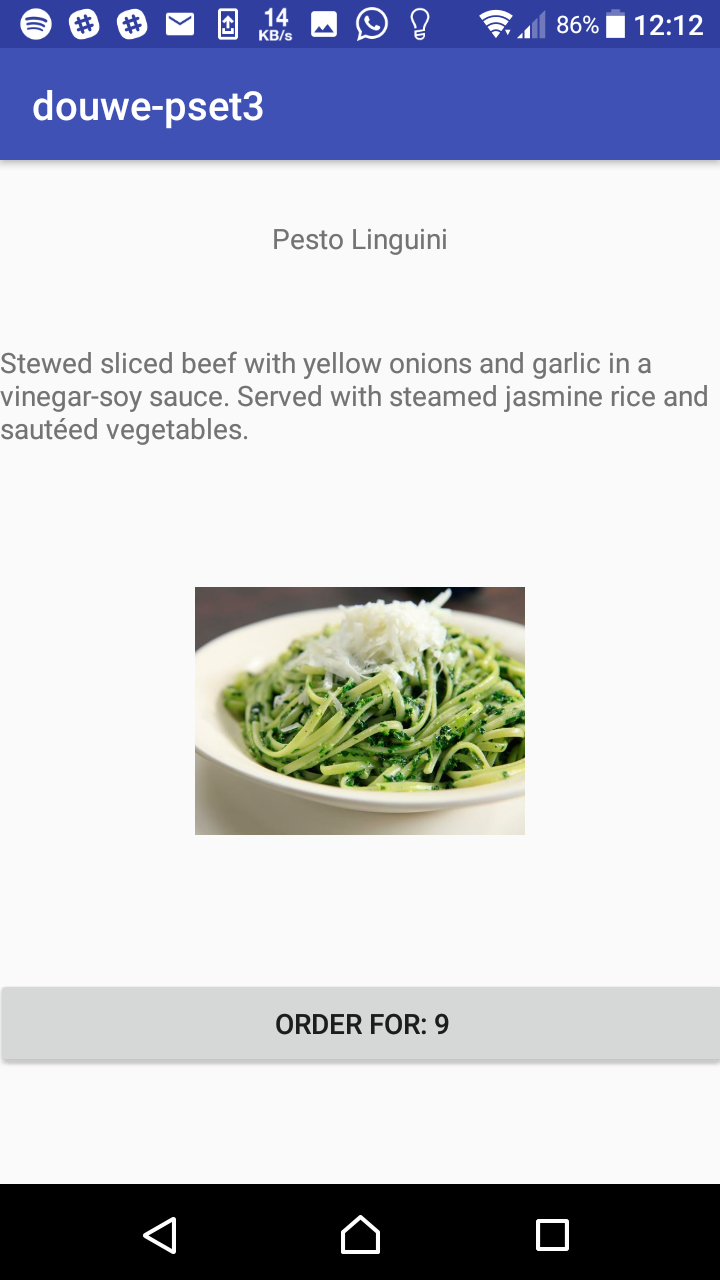 14
KB/s
86%
12:12
douwe-pset3
Pesto Linguini
Stewed sliced beef with yellow onions and garlic in a
vinegar-soy sauce. Served with steamed jasmine rice and
sautéed vegetables.
ORDER FOR: 9